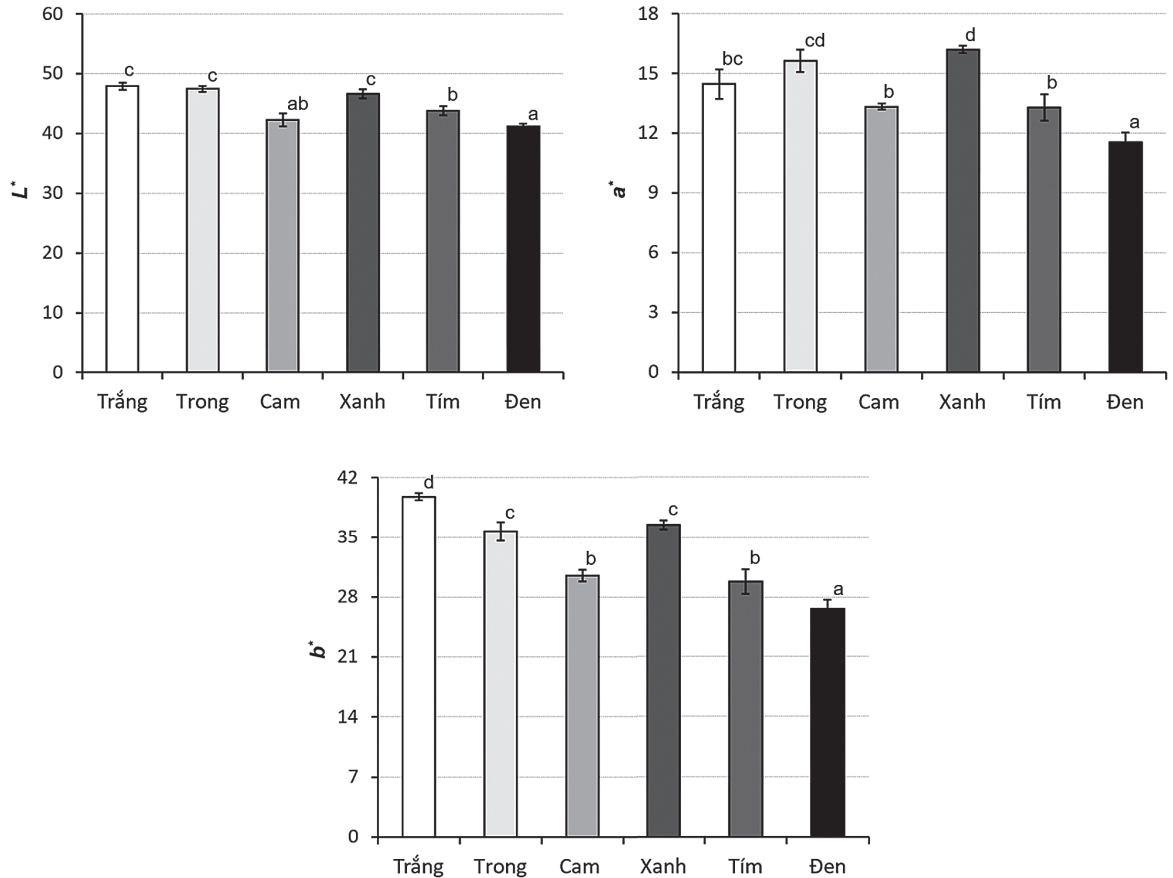 60
50
40
30
20
10
0
L*
c
c
ab
c
b
a
Trắng Trong Cam Xanh Tím Đen
18
15
12
9
6
3
0
a*
bc
cd
b
d
b
a
Trắng Trong Cam Xanh Tím Đen
42
35
28
21
14
7
0
b*
d
c
b
c
b
a
Trắng Trong Cam Xanh Tím Đen